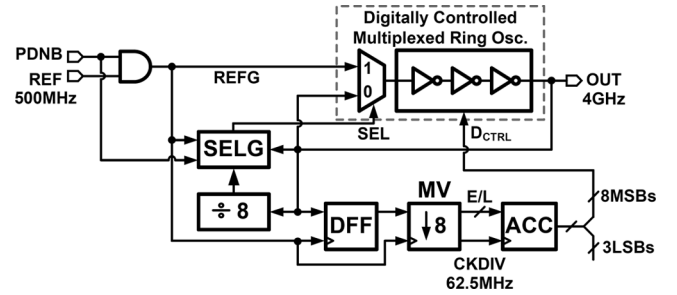 Digitally Controlled
Multiplexed Ring Osc.
PDNB
REF
500MHz
REFG
1
0
OUT
4GHz
SEL
D_CTRL
SELG
÷ 8
DFF
MV
↓8
E/L
ACC
8MSBs
3LSBs
CKDIV
62.5MHz